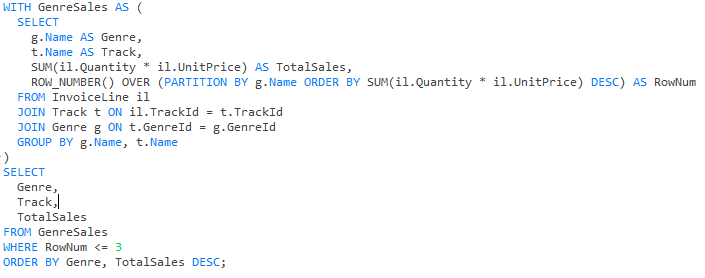 WITH GenreSales AS (
  SELECT
    g.Name AS Genre,
    t.Name AS Track,
    SUM(il.Quantity * il.UnitPrice) AS TotalSales,
    ROW_NUMBER() OVER (PARTITION BY g.Name ORDER BY SUM(il.Quantity * il.UnitPrice) DESC) AS RowNum
  FROM InvoiceLine il
  JOIN Track t ON il.TrackId = t.TrackId
  JOIN Genre g ON t.GenreId = g.GenreId
  GROUP BY g.Name, t.Name
)
SELECT
  Genre,
  Track,
  TotalSales
FROM GenreSales
WHERE RowNum <= 3
ORDER BY Genre, TotalSales DESC;